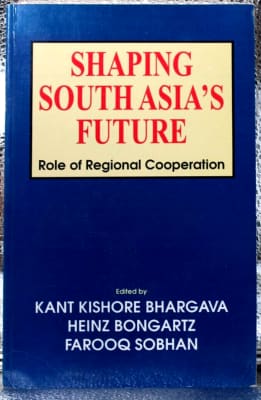 SHAPING
SOUTH ASIA'S
FUTURE
Role of Regional Cooperation
Edited by
KANT KISHORE BHARGAVA
HEINZ BONGARTZ
FAROOQ SOBHAN